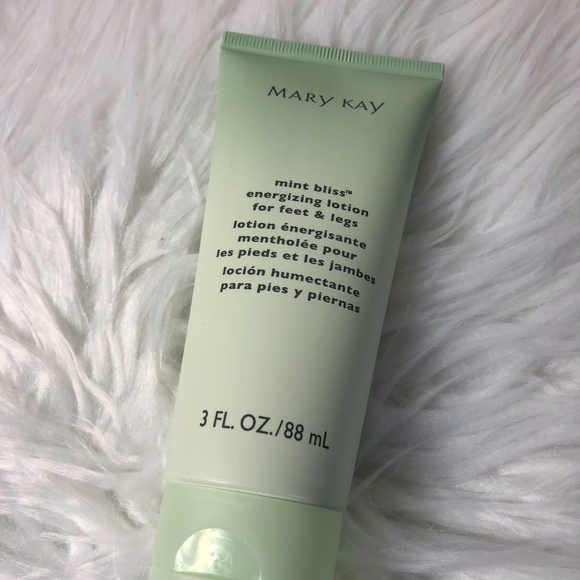 MARY KAY
mint bliss™
energizing lotion
for feet & legs
lotion énergisante
mentholée pour
les pieds et les jambes
loción humectante
para pies y piernas
3 FL. OZ./88 mL